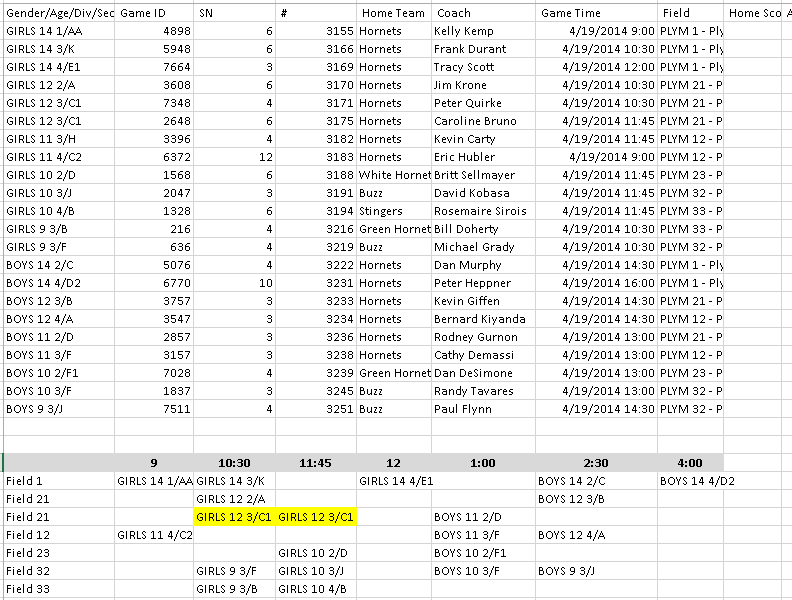 Gender/Age/Div/Sec Game ID SN # Home Team Coach Game Time Field Home Sco A
GIRLS 14 1/AA 4898 6 3155 Hornets Kelly Kemp 4/19/2014 9:00 PLYM 1 - Ply
GIRLS 14 3/K 5948 6 3166 Hornets Frank Durant 4/19/2014 10:30 PLYM 1 - Ply
GIRLS 14 4/E1 7664 3 3169 Hornets Tracy Scott 4/19/2014 12:00 PLYM 1 - Ply
GIRLS 12 2/A 3608 6 3170 Hornets Jim Krone 4/19/2014 10:30 PLYM 21 - P
GIRLS 12 3/C1 7348 4 3171 Hornets Peter Quirke 4/19/2014 10:30 PLYM 21 - P
GIRLS 12 3/C1 2648 6 3175 Hornets Caroline Bruno 4/19/2014 11:45 PLYM 21 - P
GIRLS 11 3/H 3396 4 3182 Hornets Kevin Carty 4/19/2014 11:45 PLYM 12 - P
GIRLS 11 4/C2 6372 12 3183 Hornets Eric Hubler 4/19/2014 9:00 PLYM 12 - P
GIRLS 10 2/D 1568 6 3188 White Hornet Britt Sellmayer 4/19/2014 11:45 PLYM 23 - P
GIRLS 10 3/J 2047 3 3191 Buzz David Kobasa 4/19/2014 11:45 PLYM 32 - P
GIRLS 10 4/B 1328 6 3194 Stingers Rosemaire Sirois 4/19/2014 11:45 PLYM 33 - P
GIRLS 9 3/B 216 4 3216 Green Hornet Bill Doherty 4/19/2014 10:30 PLYM 33 - P
GIRLS 9 3/F 636 4 3219 Buzz Michael Grady 4/19/2014 10:30 PLYM 32 - P
BOYS 14 2/C 5076 4 3222 Hornets Dan Murphy 4/19/2014 14:30 PLYM 1 - Ply
BOYS 14 4/D2 6770 10 3231 Hornets Peter Heppner 4/19/2014 16:00 PLYM 1 - Ply
BOYS 12 3/B 3757 3 3233 Hornets Kevin Giffen 4/19/2014 14:30 PLYM 21 - P
BOYS 12 4/A 3547 3 3234 Hornets Bernard Kiyanda 4/19/2014 14:30 PLYM 12 - P
BOYS 11 2/D 2857 3 3236 Hornets Rodney Gurnon 4/19/2014 13:00 PLYM 21 - P
BOYS 11 3/F 3157 3 3238 Hornets Cathy Demassi 4/19/2014 13:00 PLYM 12 - P
BOYS 10 2/F1 7028 4 3239 Green Hornet Dan DeSimone 4/19/2014 13:00 PLYM 23 - P
BOYS 10 3/F 1837 3 3245 Buzz Randy Tavares 4/19/2014 13:00 PLYM 32 - P
BOYS 9 3/J 7511 4 3251 Buzz Paul Flynn 4/19/2014 14:30 PLYM 32 - P
9 10:30 11:45 12 1:00 2:30 4:00
Field 1 GIRLS 14 1/AA GIRLS 14 3/K GIRLS 14 4/E1 BOYS 14 2/C BOYS 14 4/D2
Field 21 GIRLS 12 2/A BOYS 12 3/B
Field 21 GIRLS 12 3/C1 GIRLS 12 3/C1 BOYS 11 2/D
Field 12 GIRLS 11 4/C2 BOYS 11 3/F BOYS 12 4/A
Field 23 GIRLS 10 2/D BOYS 10 2/F1
Field 32 GIRLS 9 3/F GIRLS 10 3/J BOYS 10 3/F BOYS 9 3/J
Field 33 GIRLS 9 3/B GIRLS 10 4/B